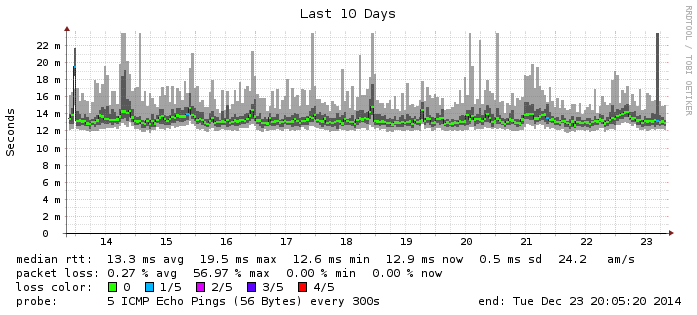 Last 10 Days
RRDTOOL / TOBI OETIKER
Seconds
22 m
20 m
18 m
16 m
14 m
12 m
10 m
8 m
6 m
4 m
2 m
0
14 15 16 17 18 19 20 21 22 23
median rtt: 13.3 ms avg 19.5 ms max 12.6 ms min 12.9 ms now 0.5 ms sd 24.2 am/s
packet loss: 0.27 % avg 56.97 % max 0.00 % min 0.00 % now
loss color: 0 1/5 2/5 3/5 4/5
probe: 5 ICMP Echo Pings (56 Bytes) every 300s end: Tue Dec 23 20:05:20 2014